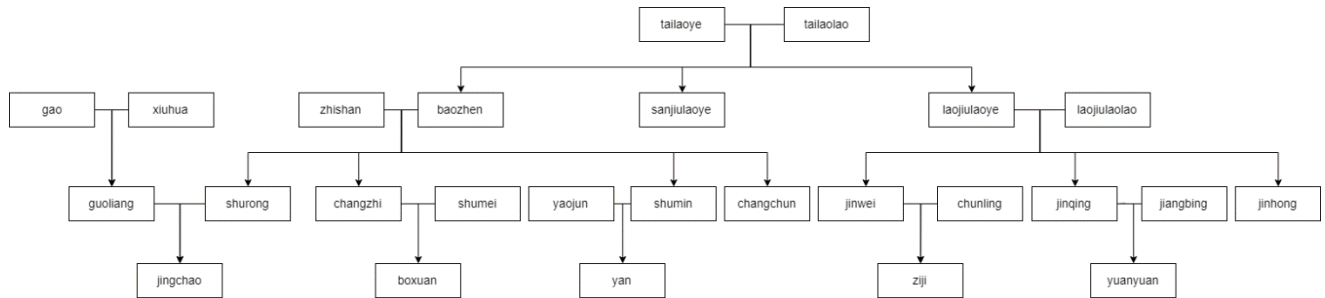 tailaoye
tailaolao
gao
xiuhua
zhishan
baozhen
sanjiulaoye
laojiulaoye
laojiulaolao
guoliang
shurong
changzhi
shumei
yaojun
shumin
changchun
jinwei
chunling
jinqing
jiangbing
jinhong
jingchao
boxuan
yan
ziji
yuanyuan